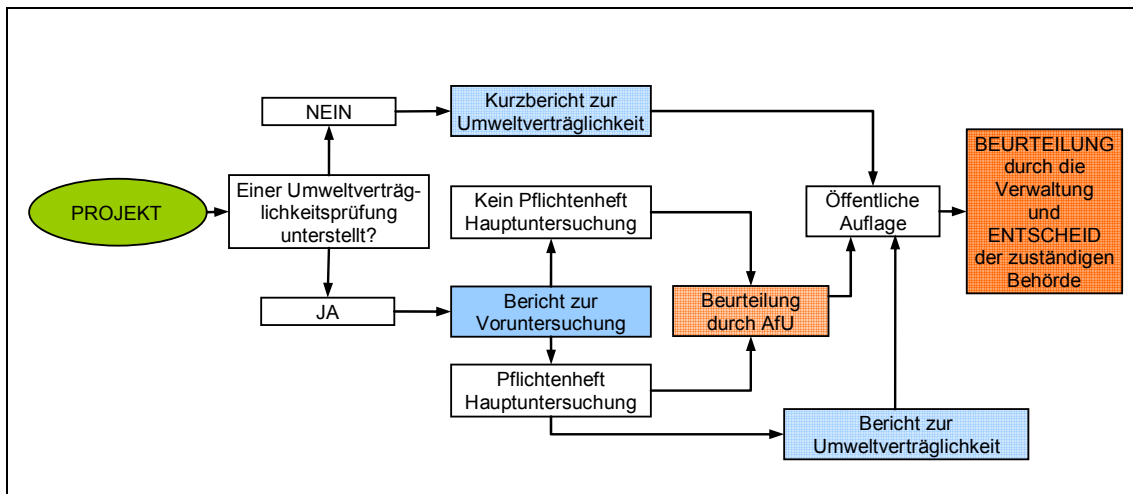 PROJEKT
Einer Umweltverträg-
lichkeitsprüfung
unterstellt?
NEIN
Kurzbericht zur
Umweltverträglichkeit
JA
Bericht zur
Voruntersuchung
Kein Pflichtenheft
Hauptuntersuchung
Pflichtenheft
Hauptuntersuchung
Beurteilung
durch AfU
Bericht zur
Umweltverträglichkeit
Öffentliche
Auflage
BEURTEILUNG
durch die
Verwaltung
und
ENTSCHEID
der zuständigen
Behörde